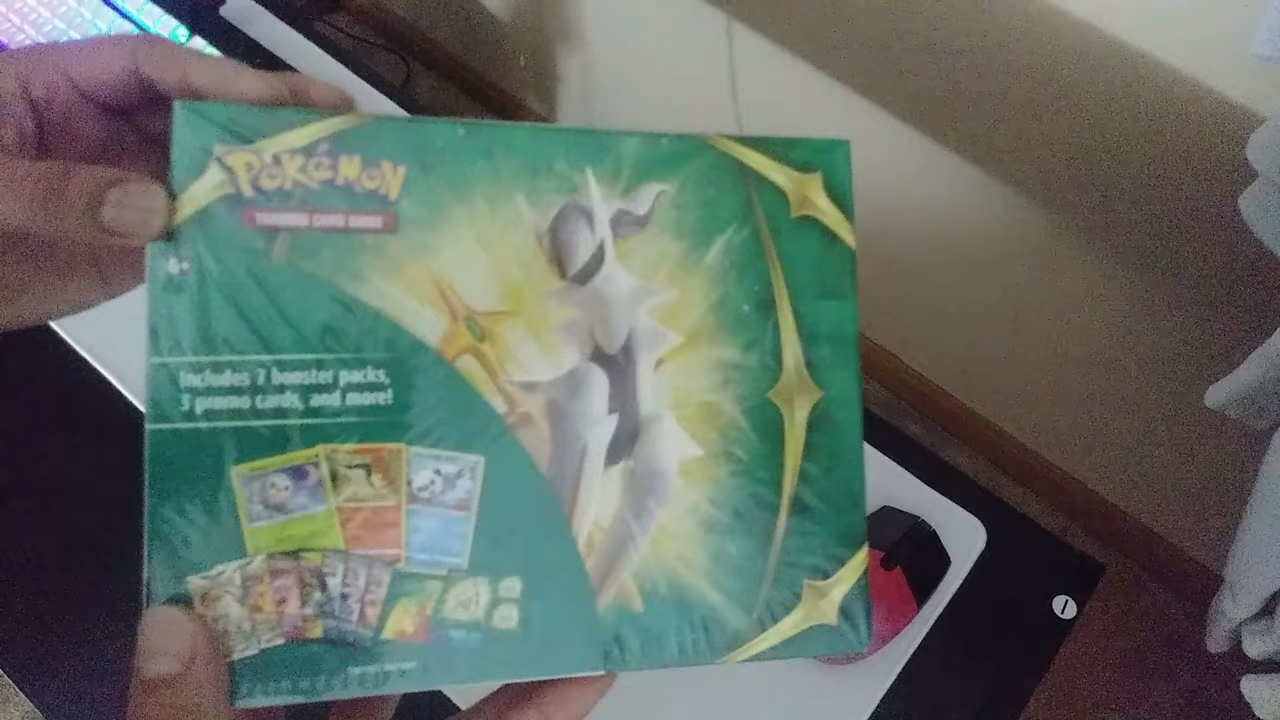 POKéMON
TRADING CARD GAME
6+
Includes 7 booster packs,
3 promo cards, and more!